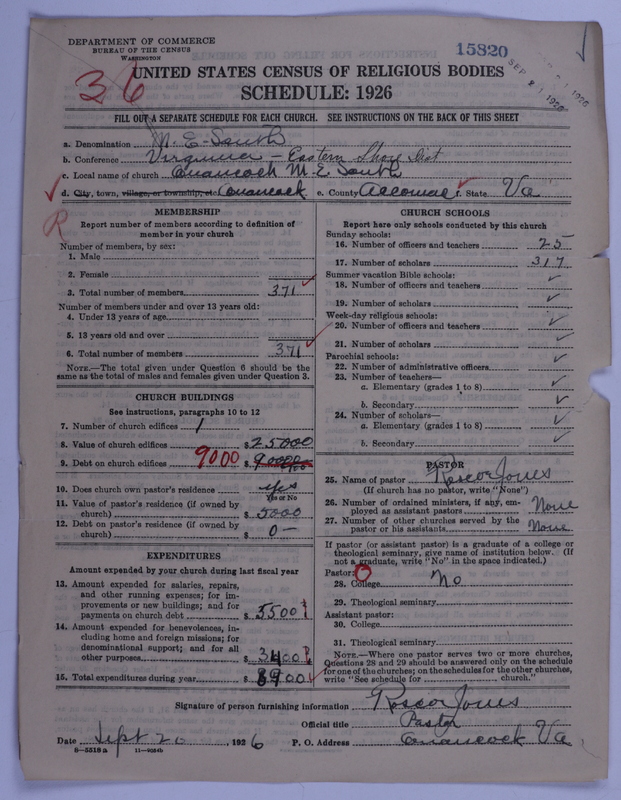 DEPARTMENT OF COMMERCE
BUREAU OF THE CENSUS
WASHINGTON
15820
SEP 21 1926
36
UNITED STATES CENSUS OF RELIGIOUS BODIES
SCHEDULE: 1926
FILL OUT A SEPARATE SCHEDULE FOR EACH CHURCH. SEE INSTRUCTIONS ON THE BACK OF THIS SHEET
a. Denomination M. E. South
b. Conference Virginia - Eastern Shore Dist
c. Local name of church Onancock M. E. South
d. City, town, village, or township, etc. Onancock e. County Accomac f. State Va
R
MEMBERSHIP
Report number of members according to definition of member in your church
Number of members, by sex:
1. Male
2. Female
3. Total number of members 371
Number of members under and over 13 years old:
4. Under 13 years of age
5. 13 years old and over
6. Total number of members 371
NOTE.—The total given under Question 6 should be the same as the total of males and females given under Question 3.
CHURCH BUILDINGS
See instructions, paragraphs 10 to 12
7. Number of church edifices 1
8. Value of church edifices $ 25000
9. Debt on church edifices 9000 $
10. Does church own pastor's residence yes
Yes or No
11. Value of pastor's residence (if owned by church) $ 5000
12. Debt on pastor's residence (if owned by church) $ 0—
EXPENDITURES
Amount expended by your church during last fiscal year
13. Amount expended for salaries, repairs, and other running expenses; for improvements or new buildings; and for payments on church debt $ 5500
14. Amount expended for benevolences, including home and foreign missions; for denominational support; and for all other purposes $ 3400
15. Total expenditures during year $ 8900
CHURCH SCHOOLS
Report here only schools conducted by this church
Sunday schools:
16. Number of officers and teachers 25
17. Number of scholars 317
Summer vacation Bible schools:
18. Number of officers and teachers
19. Number of scholars
Week-day religious schools:
20. Number of officers and teachers
21. Number of scholars
Parochial schools:
22. Number of administrative officers
23. Number of teachers—
a. Elementary (grades 1 to 8)
b. Secondary
24. Number of scholars—
a. Elementary (grades 1 to 8)
b. Secondary
PASTOR
25. Name of pastor Roscor Jones
(If church has no pastor, write "None")
26. Number of ordained ministers, if any, employed as assistant pastors None
27. Number of other churches served by the pastor or his assistants None
If pastor (or assistant pastor) is a graduate of a college or theological seminary, give name of institution below. (If not a graduate, write "No" in the space indicated.)
Pastor: O
28. College No
29. Theological seminary
Assistant pastor:
30. College
31. Theological seminary
NOTE.—Where one pastor serves two or more churches, Questions 28 and 29 should be answered only on the schedule for one of the churches; on the schedules for the other churches, write "See schedule for church."
Signature of person furnishing information Roscor Jones
Official title Pastor
Date Sept 20 1926 P. O. Address Onancock Va
8—5518a 11—9034b